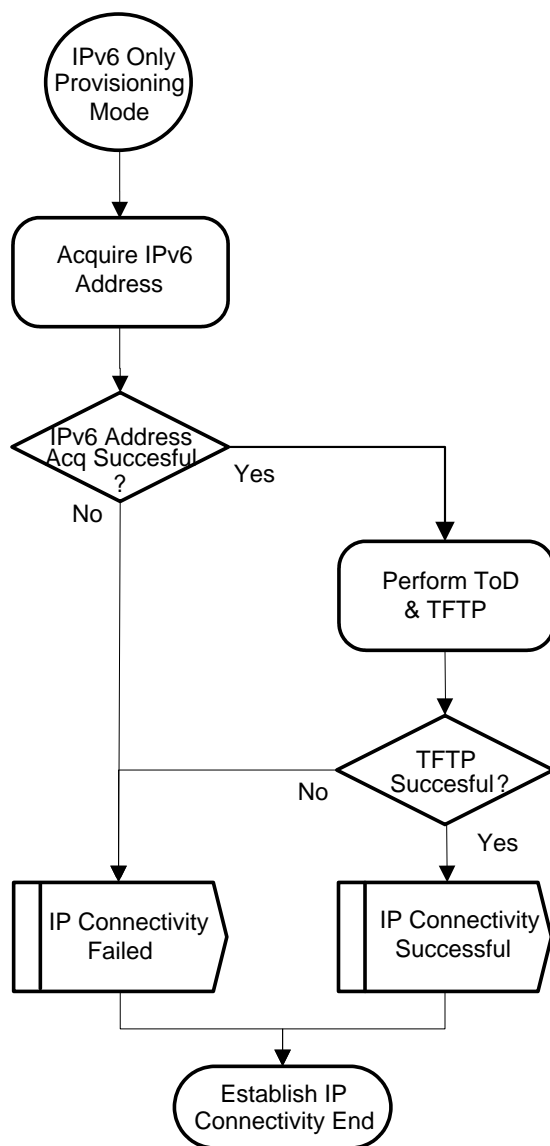 IPv6 Only
Provisioning
Mode
Acquire IPv6
Address
IPv6 Address
Acq Succesful
?
Yes
No
Perform ToD
& TFTP
TFTP
Succesful?
No
Yes
IP Connectivity
Failed
IP Connectivity
Successful
Establish IP
Connectivity End